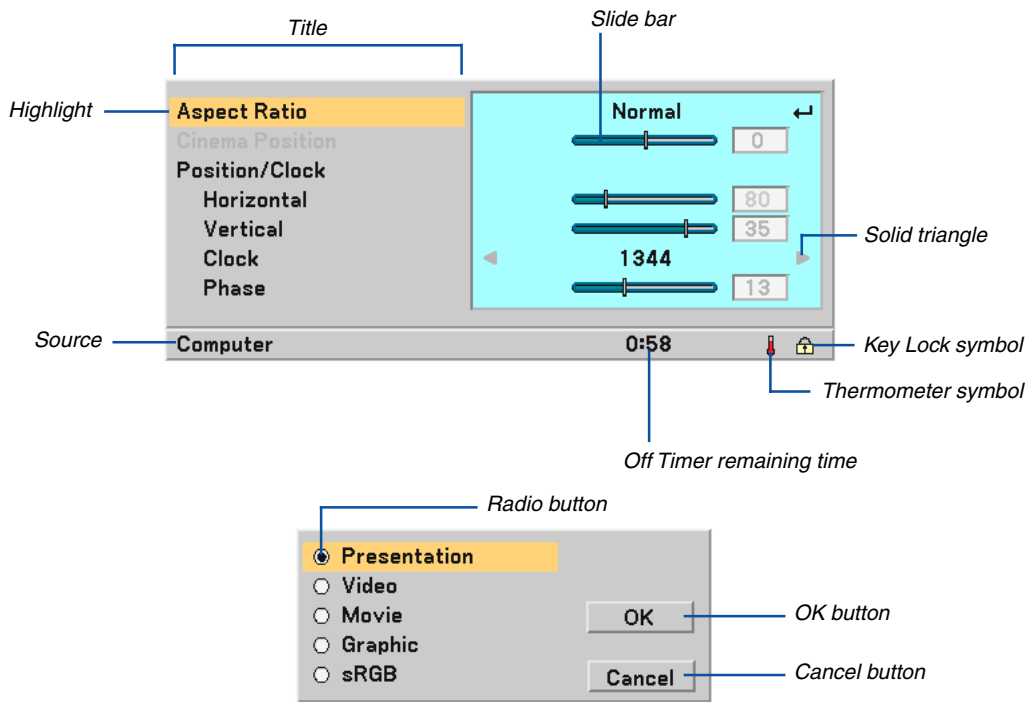 Title
Slide bar
Highlight
Aspect Ratio
Normal
Cinema Position
0
Position/Clock
Horizontal
80
Vertical
35
Solid triangle
Clock
1344
Phase
13
Source
Computer
0:58
Key Lock symbol
Thermometer symbol
Off Timer remaining time
Radio button
Presentation
Video
Movie
OK
OK button
Graphic
sRGB
Cancel
Cancel button